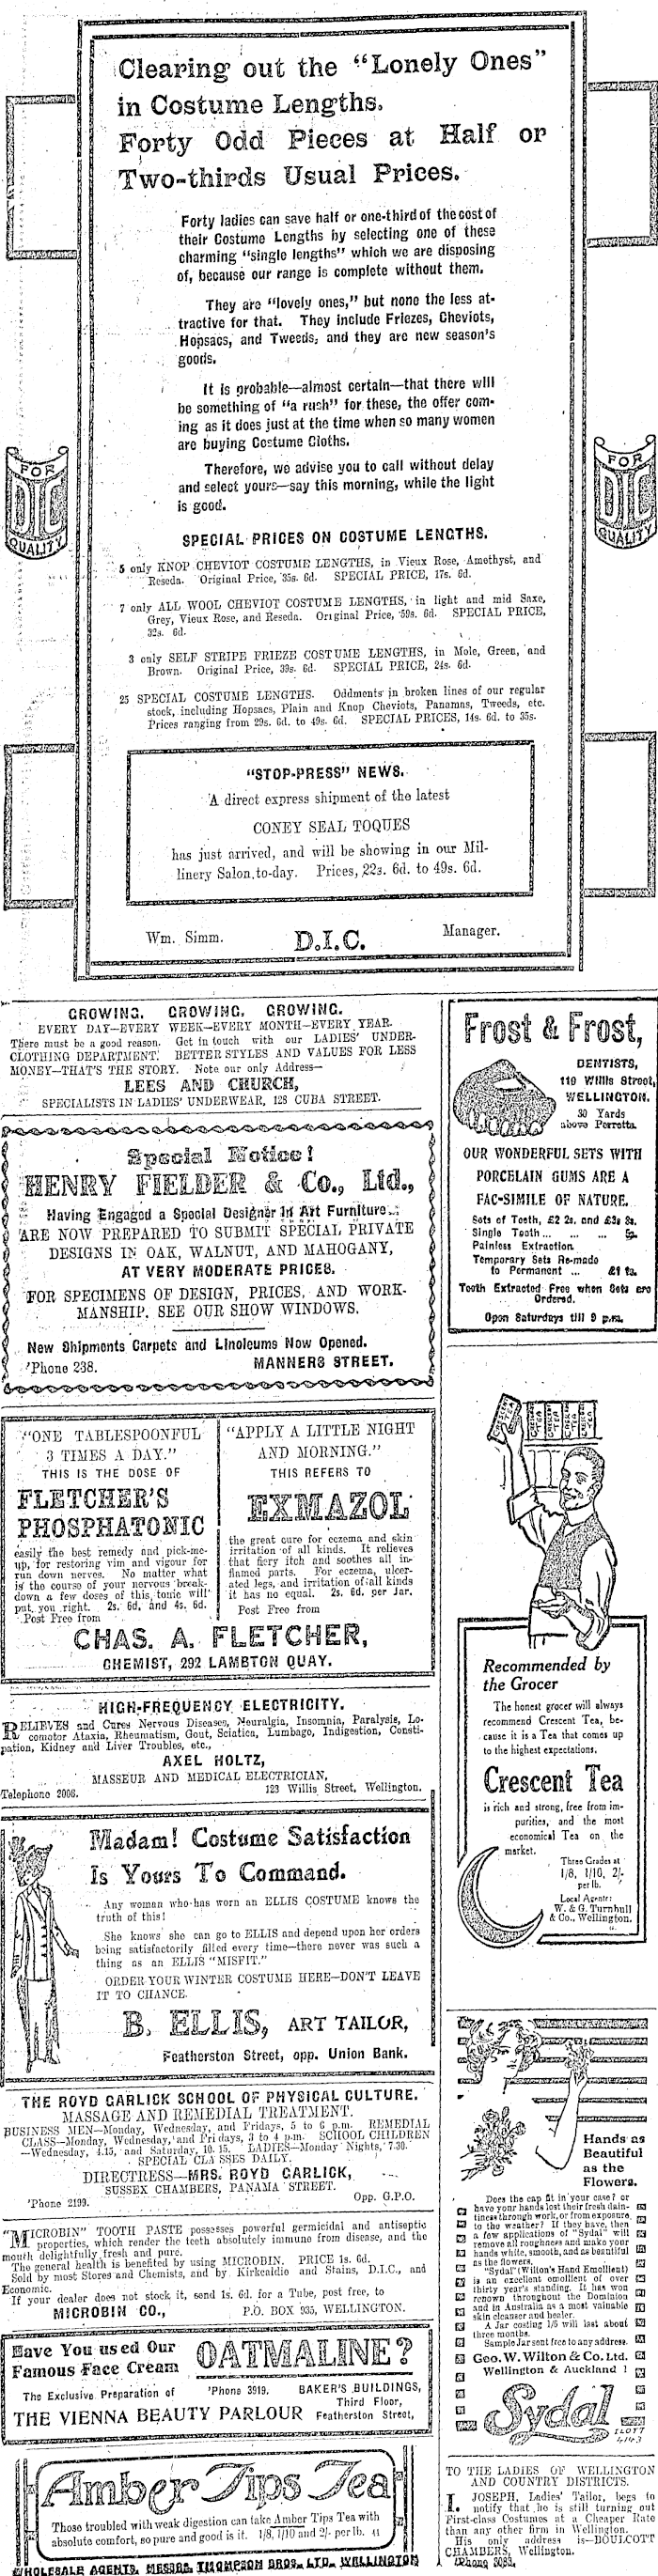 Clearing out the "Lonely Ones"
in Costume Lengths.
Forty Odd Pieces at Half or
Two-thirds Usual Prices.
Forty ladies can save half or one-third of the cost of
their Costume Lengths by selecting one of these
charming "single lengths" which we are disposing
of, because our range is complete without them.
They are "lovely ones," but none the less at-
tractive for that. They include Friezes, Cheviots,
Hopsacs, and Tweeds, and they are new season's
goods.
It is probable—almost certain—that there will
be something of "a rush" for these, the offer com-
ing as it does just at the time when so many women
are buying Costume Cloths.
Therefore, we advise you to call without delay
and select yours—say this morning, while the light
is good.
FOR
DIC
QUALITY
FOR
DIC
QUALITY
SPECIAL PRICES ON COSTUME LENGTHS.
5 only KNOP CHEVIOT COSTUME LENGTHS, in Vieux Rose, Amethyst, and
Reseda. Original Price, 35s. 6d. SPECIAL PRICE, 17s. 6d.
7 only ALL WOOL CHEVIOT COSTUME LENGTHS, in light and mid Saxe,
Grey, Vieux Rose, and Reseda. Original Price, 59s. 6d. SPECIAL PRICE,
32s. 6d.
3 only SELF STRIPE FRIEZE COSTUME LENGTHS, in Mole, Green, and
Brown. Original Price, 39s. 6d. SPECIAL PRICE, 24s. 6d.
25 SPECIAL COSTUME LENGTHS. Oddments in broken lines of our regular
stock, including Hopsacs, Plain and Knop Cheviots, Panamas, Tweeds, etc.
Prices ranging from 29s. 6d. to 49s. 6d. SPECIAL PRICES, 14s. 6d. to 35s.
"STOP-PRESS" NEWS.
A direct express shipment of the latest
CONEY SEAL TOQUES
has just arrived, and will be showing in our Mil-
linery Salon to-day. Prices, 22s. 6d. to 49s. 6d.
Wm. Simm. D.I.C. Manager.
GROWING. GROWING. GROWING.
EVERY DAY—EVERY WEEK—EVERY MONTH—EVERY YEAR.
There must be a good reason. Get in touch with our LADIES' UNDER-
CLOTHING DEPARTMENT. BETTER STYLES AND VALUES FOR LESS
MONEY—THAT'S THE STORY. Note our only Address—
LEES AND CHURCH,
SPECIALISTS IN LADIES' UNDERWEAR, 128 CUBA STREET.
Special Notice!
HENRY FIELDER & Co., Ltd.,
Having Engaged a Special Designer in Art Furniture,
ARE NOW PREPARED TO SUBMIT SPECIAL PRIVATE
DESIGNS IN OAK, WALNUT, AND MAHOGANY,
AT VERY MODERATE PRICES.
FOR SPECIMENS OF DESIGN, PRICES, AND WORK-
MANSHIP, SEE OUR SHOW WINDOWS.
New Shipments Carpets and Linoleums Now Opened.
'Phone 238. MANNERS STREET.
"ONE TABLESPOONFUL
3 TIMES A DAY."
THIS IS THE DOSE OF
FLETCHER'S
PHOSPHATONIC
easily the best remedy and pick-me-
up, for restoring vim and vigour for
run down nerves. No matter what
is the course of your nervous break-
down a few doses of this tonic will
put you right. 2s. 6d. and 4s. 6d.
Post Free from
"APPLY A LITTLE NIGHT
AND MORNING."
THIS REFERS TO
EXMAZOL
the great cure for eczema and skin
irritation of all kinds. It relieves
that fiery itch and soothes all in-
flamed parts. For eczema, ulcer-
ated legs, and irritation of all kinds
it has no equal. 2s. 6d. per Jar.
Post Free from
CHAS. A. FLETCHER,
CHEMIST, 292 LAMBTON QUAY.
HIGH-FREQUENCY ELECTRICITY.
RELIEVES and Cures Nervous Diseases, Neuralgia, Insomnia, Paralysis, Lo-
comotor Ataxia, Rheumatism, Gout, Sciatica, Lumbago, Indigestion, Consti-
pation, Kidney and Liver Troubles, etc.,
AXEL HOLTZ,
MASSEUR AND MEDICAL ELECTRICIAN,
Telephone 2006. 123 Willis Street, Wellington.
Madam! Costume Satisfaction
Is Yours To Command.
Any woman who has worn an ELLIS COSTUME knows the
truth of this!
She knows she can go to ELLIS and depend upon her orders
being satisfactorily filled every time—there never was such a
thing as an ELLIS "MISFIT."
ORDER YOUR WINTER COSTUME HERE—DON'T LEAVE
IT TO CHANCE.
B. ELLIS, ART TAILOR,
Featherston Street, opp. Union Bank.
THE ROYD GARLICK SCHOOL OF PHYSICAL CULTURE.
MASSAGE AND REMEDIAL TREATMENT.
BUSINESS MEN—Monday, Wednesday, and Fridays, 5 to 6 p.m. REMEDIAL
CLASS—Monday, Wednesday, and Fridays, 3 to 4 p.m. SCHOOL CHILDREN
—Wednesday, 4.15, and Saturday, 10.15. LADIES—Monday Nights, 7.30.
SPECIAL CLASSES DAILY.
DIRECTRESS—MRS. ROYD GARLICK,
SUSSEX CHAMBERS, PANAMA STREET.
'Phone 2199. Opp. G.P.O.
"MICROBIN" TOOTH PASTE possesses powerful germicidal and antiseptic
properties, which render the teeth absolutely immune from disease, and the
mouth delightfully fresh and pure.
The general health is benefited by using MICROBIN. PRICE 1s. 6d.
Sold by most Stores and Chemists, and by Kirkcaldie and Stains, D.I.C., and
Economic.
If your dealer does not stock it, send 1s. 6d. for a Tube, post free, to
MICROBIN CO., P.O. BOX 935, WELLINGTON.
Have You used Our
Famous Face Cream
OATMALINE?
The Exclusive Preparation of
THE VIENNA BEAUTY PARLOUR
'Phone 3919. BAKER'S BUILDINGS,
Third Floor,
Featherston Street,
Amber Tips Tea
Those troubled with weak digestion can take Amber Tips Tea with
absolute comfort, so pure and good is it. 1/8, 1/10 and 2/- per lb. 41
WHOLESALE AGENTS, MESSRS. THOMPSON BROS., LTD., WELLINGTON
Frost & Frost,
DENTISTS,
119 Willis Street,
WELLINGTON.
30 Yards
above Perretts.
OUR WONDERFUL SETS WITH
PORCELAIN GUMS ARE A
FAC-SIMILE OF NATURE.
Sets of Teeth, £2 2s. and £3s 3s.
Single Tooth ... ... ... 5s.
Painless Extraction.
Temporary Sets Re-made
to Permanent ... £1 1s.
Teeth Extracted Free when Sets are
Ordered.
Open Saturdays till 9 p.m.
Recommended by
the Grocer
The honest grocer will always
recommend Crescent Tea, be-
cause it is a Tea that comes up
to the highest expectations.
Crescent Tea
is rich and strong, free from im-
purities, and the most
economical Tea on the
market.
Three Grades at
1/8, 1/10, 2/-
per lb.
Local Agents:
W. & G. Turnbull
& Co., Wellington.
Hands as
Beautiful
as the
Flowers.
Does the cap fit in your case? or
have your hands lost their fresh dain-
tiness through work, or from exposure
to the weather? If they have, then
a few applications of "Sydal" will
remove all roughness and make your
hands white, smooth, and as beautiful
as the flowers.
"Sydal" (Wilton's Hand Emollient)
is an excellent emollient of over
thirty year's standing. It has won
renown throughout the Dominion
and in Australia as a most valuable
skin cleanser and healer.
A Jar costing 1/6 will last about
three months.
Sample Jar sent free to any address.
Geo. W. Wilton & Co. Ltd.
Wellington & Auckland
Sydal
TO THE LADIES OF WELLINGTON
AND COUNTRY DISTRICTS.
I. JOSEPH, Ladies' Tailor, begs to
notify that he is still turning out
First-class Costumes at a Cheaper Rate
than any other firm in Wellington.
His only address is—BOULCOTT
CHAMBERS, Wellington.
'Phone 3093.